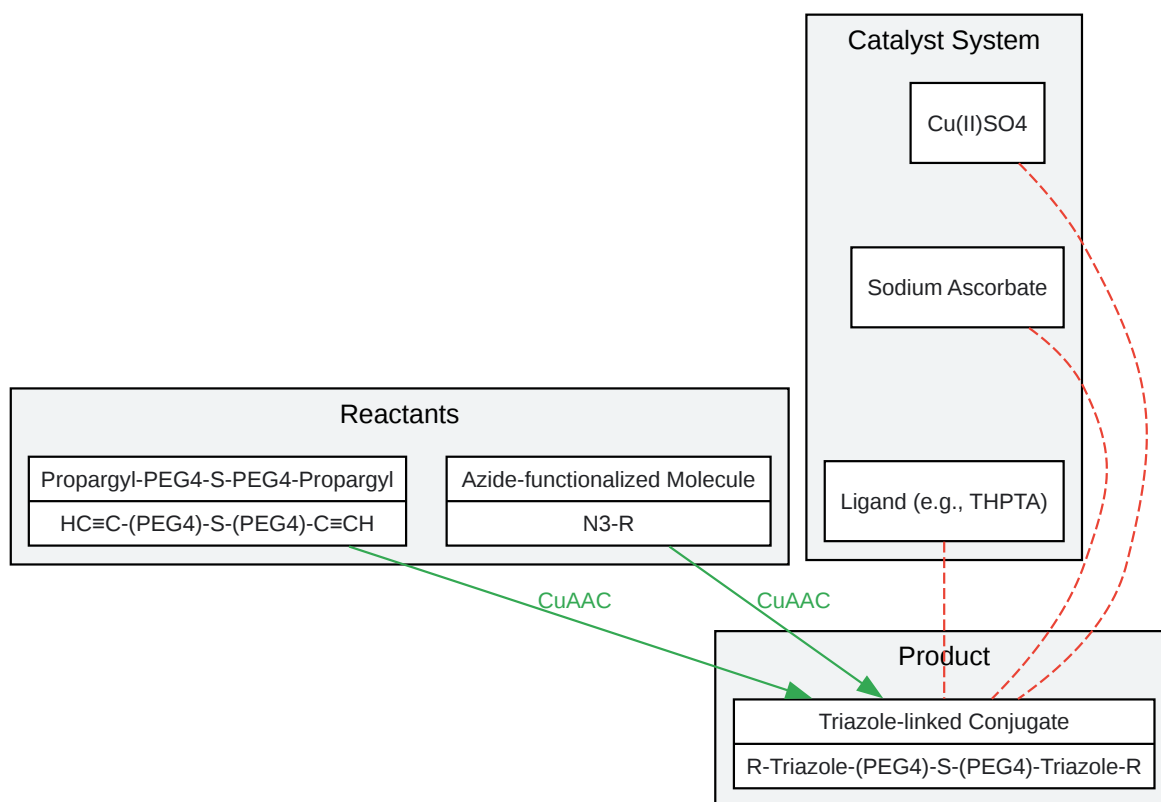 Catalyst System
Cu(II)SO4
Sodium Ascorbate
Ligand (e.g., THPTA)
Reactants
Propargyl-PEG4-S-PEG4-Propargyl
HC≡C-(PEG4)-S-(PEG4)-C≡CH
Azide-functionalized Molecule
N3-R
CuAAC
CuAAC
Product
Triazole-linked Conjugate
R-Triazole-(PEG4)-S-(PEG4)-Triazole-R